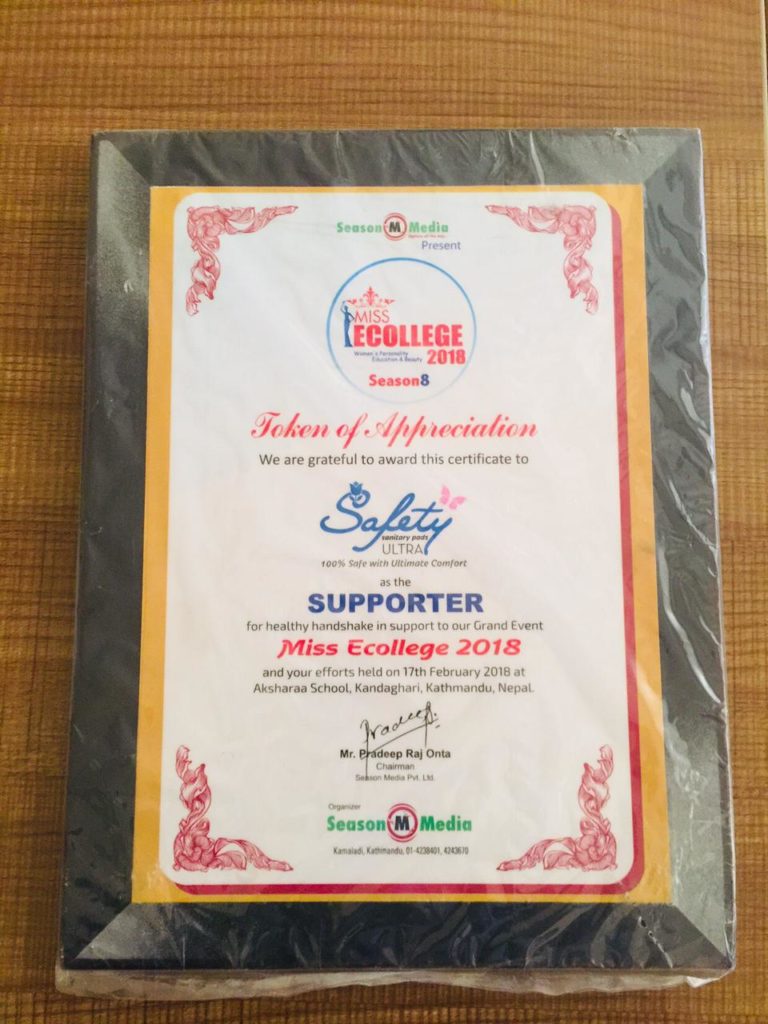 Season M Media
Present
MISS
ECOLLEGE
2018
Women's Personality
Education & Beauty
Season8
Token of Appreciation
We are grateful to award this certificate to
Safety
sanitary pads
ULTRA
100% Safe with Ultimate Comfort
as the
SUPPORTER
for healthy handshake in support to our Grand Event
Miss Ecollege 2018
and your efforts held on 17th February 2018 at
Aksharaa School, Kandaghari, Kathmandu, Nepal.
Pradeep
Mr. Pradeep Raj Onta
Chairman
Season Media Pvt. Ltd.
Organizer
Season M Media
Kamaladi, Kathmandu, 01-4238401, 4243670